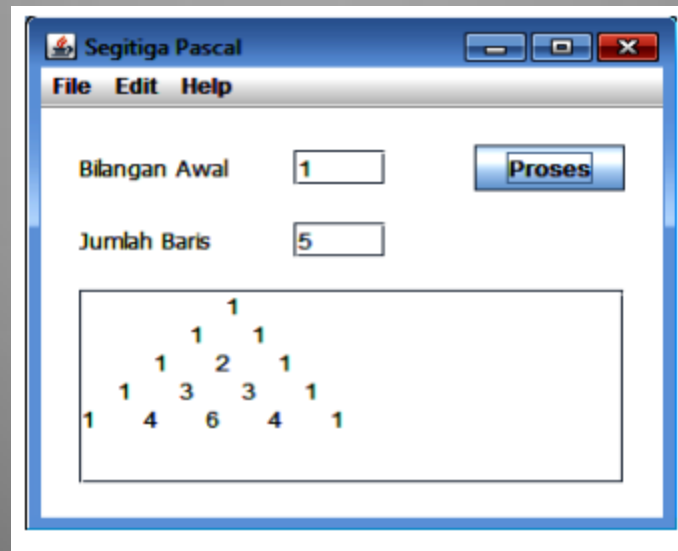 Segitiga Pascal
File Edit Help
Bilangan Awal 1 Proses
Jumlah Baris 5
1
1 1
1 2 1
1 3 3 1
1 4 6 4 1